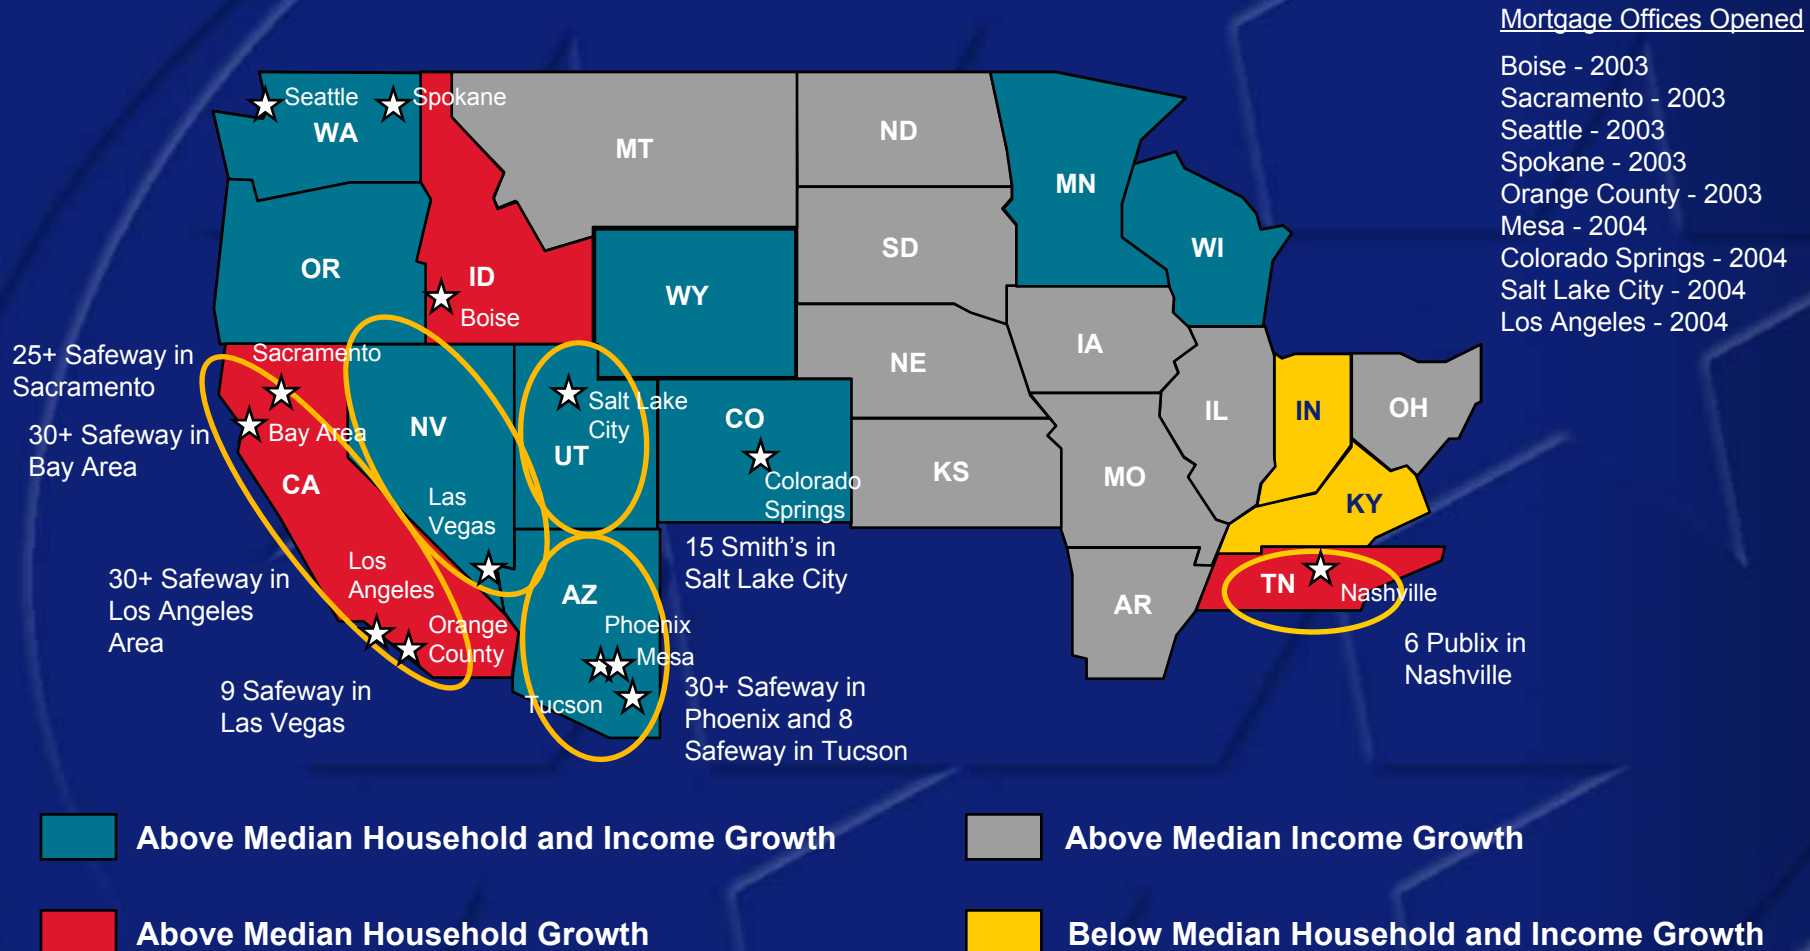 Mortgage Offices Opened
Boise - 2003
Sacramento - 2003
Seattle - 2003
Spokane - 2003
Orange County - 2003
Mesa - 2004
Colorado Springs - 2004
Salt Lake City - 2004
Los Angeles - 2004
Seattle
Spokane
WA
MT
ND
MN
OR
ID
Boise
WY
SD
WI
25+ Safeway in
Sacramento
Sacramento
30+ Safeway in
Bay Area
Bay Area
CA
NV
Las
Vegas
Salt Lake
City
UT
CO
Colorado
Springs
NE
IA
KS
MO
IL
IN
OH
KY
30+ Safeway in
Los Angeles
Area
Los
Angeles
Orange
County
9 Safeway in
Las Vegas
AZ
Phoenix
Mesa
Tucson
15 Smith's in
Salt Lake City
30+ Safeway in
Phoenix and 8
Safeway in Tucson
AR
TN
Nashville
6 Publix in
Nashville
Above Median Household and Income Growth
Above Median Income Growth
Above Median Household Growth
Below Median Household and Income Growth